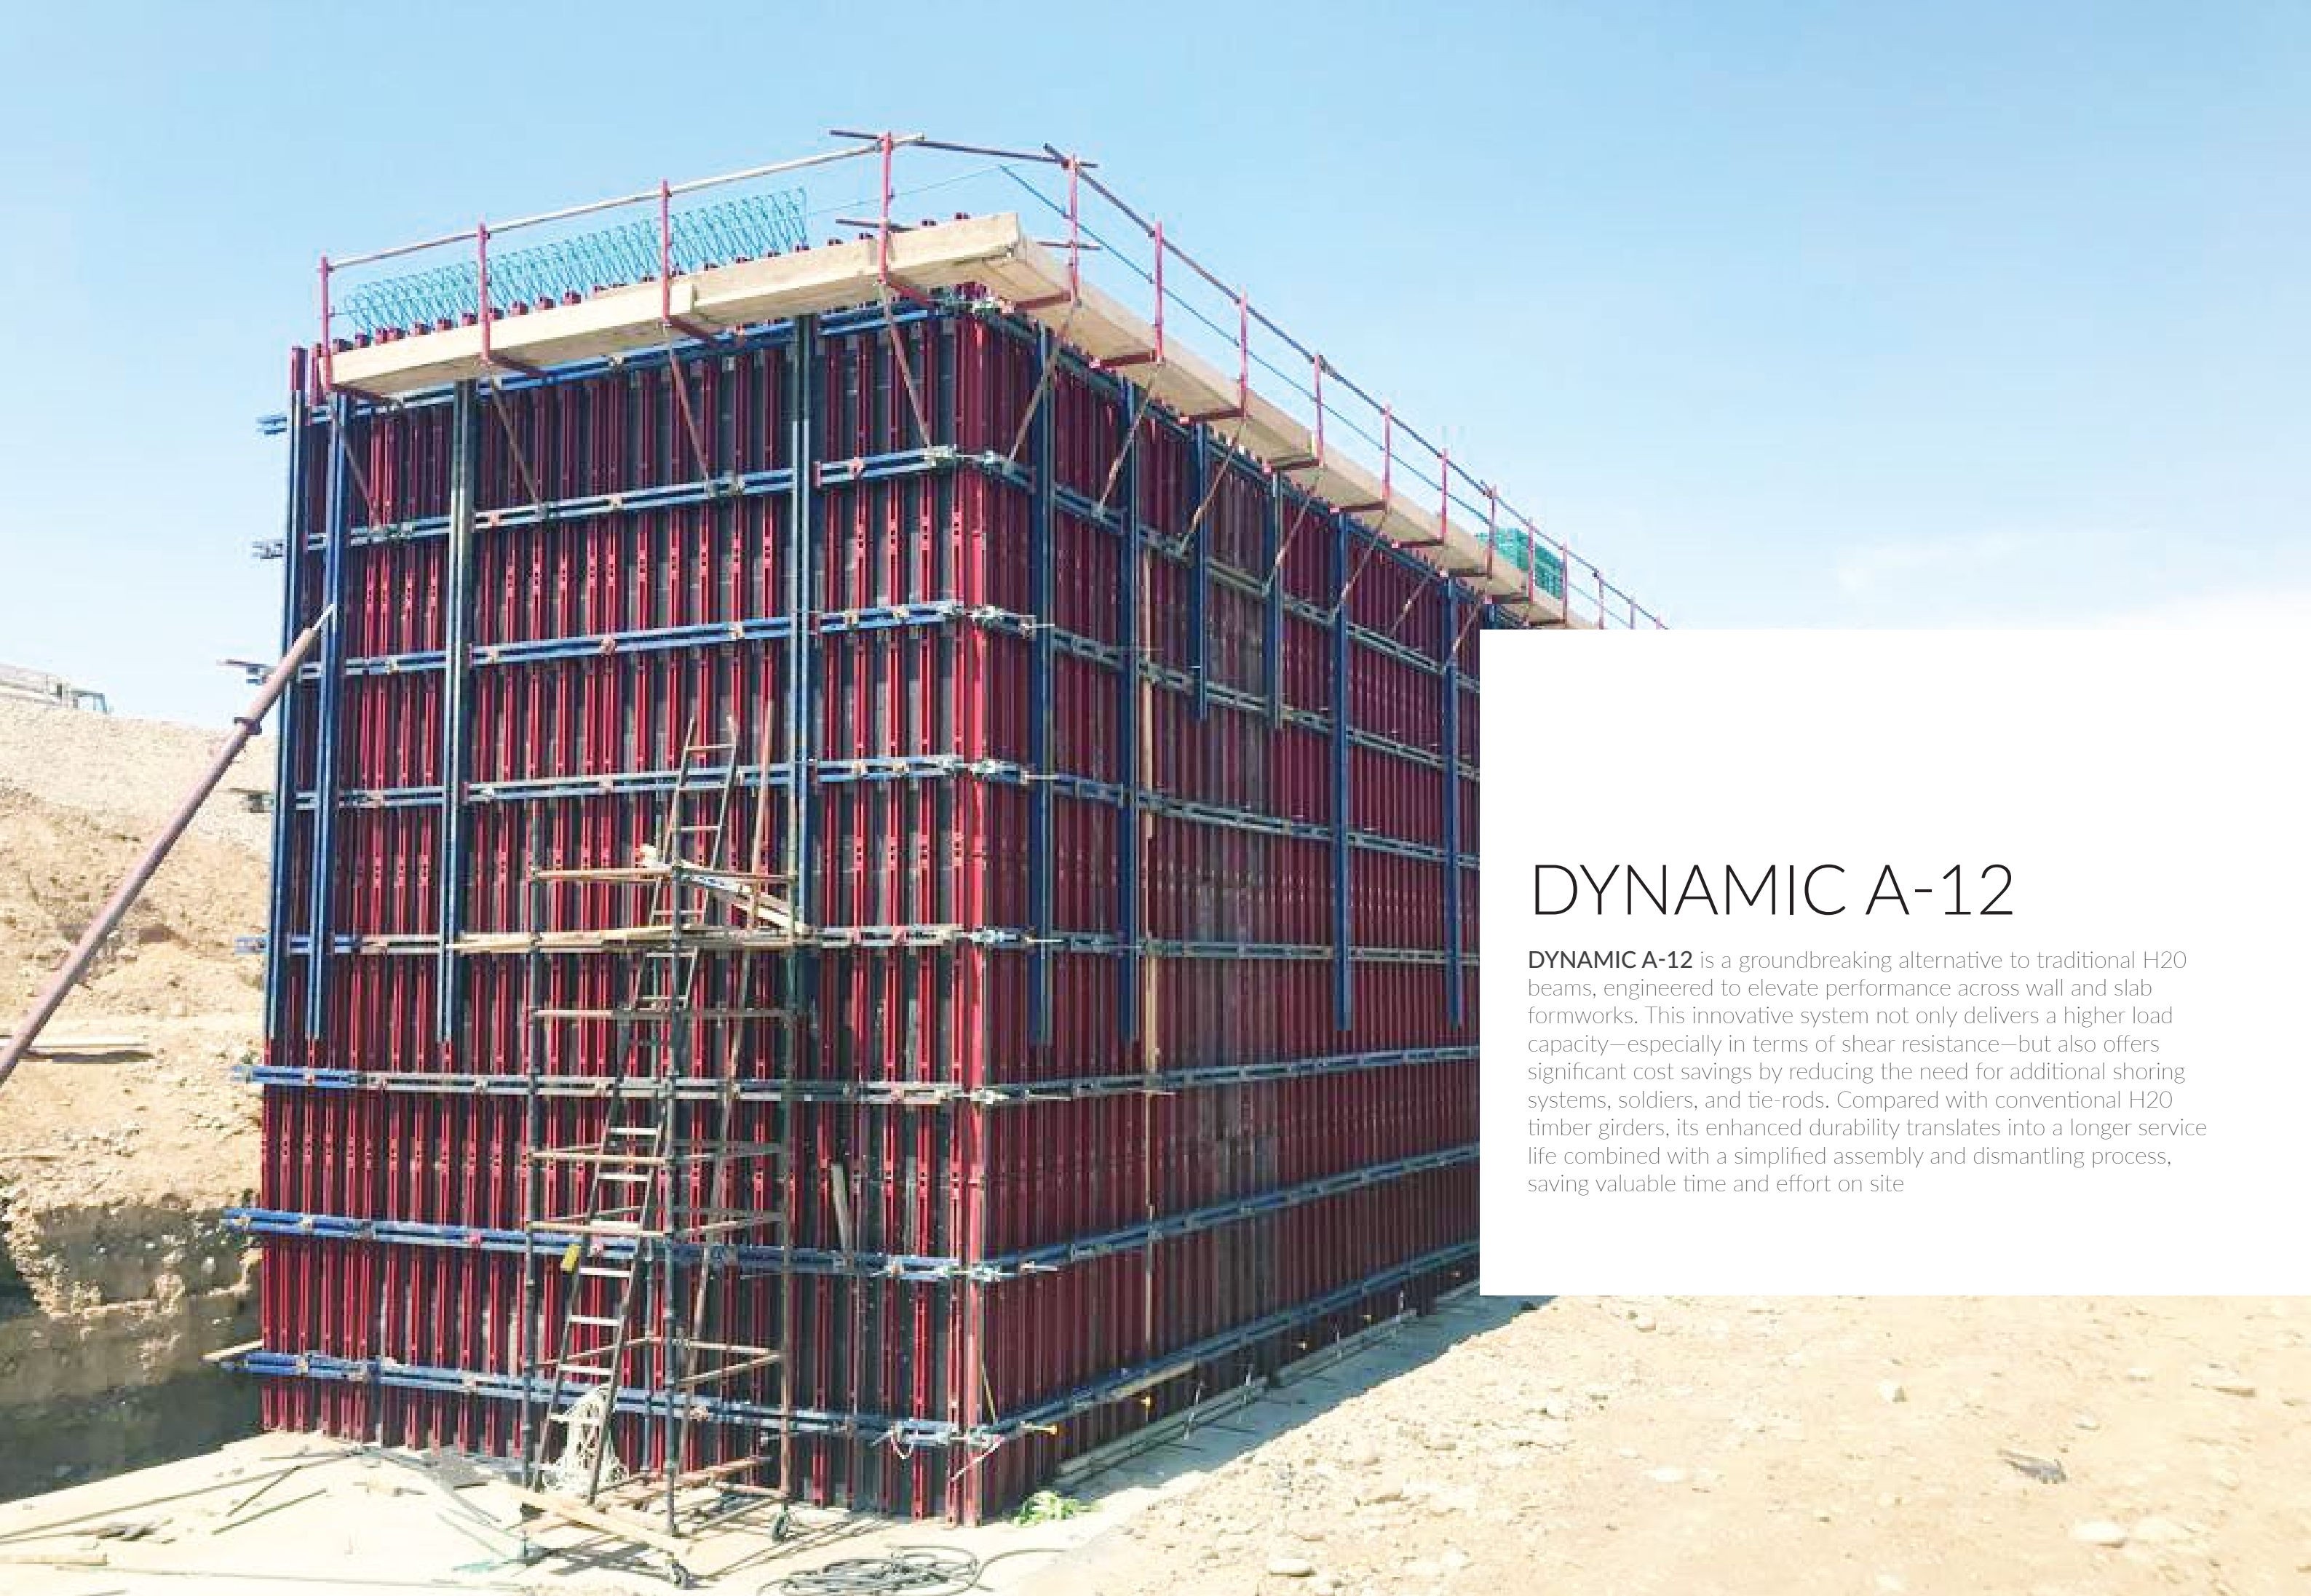 DYNAMIC A-12
DYNAMIC A-12 is a groundbreaking alternative to traditional H20
beams, engineered to elevate performance across wall and slab
formworks. This innovative system not only delivers a higher load
capacity—especially in terms of shear resistance—but also offers
significant cost savings by reducing the need for additional shoring
systems, soldiers, and tie-rods. Compared with conventional H20
timber girders, its enhanced durability translates into a longer service
life combined with a simplified assembly and dismantling process,
saving valuable time and effort on site